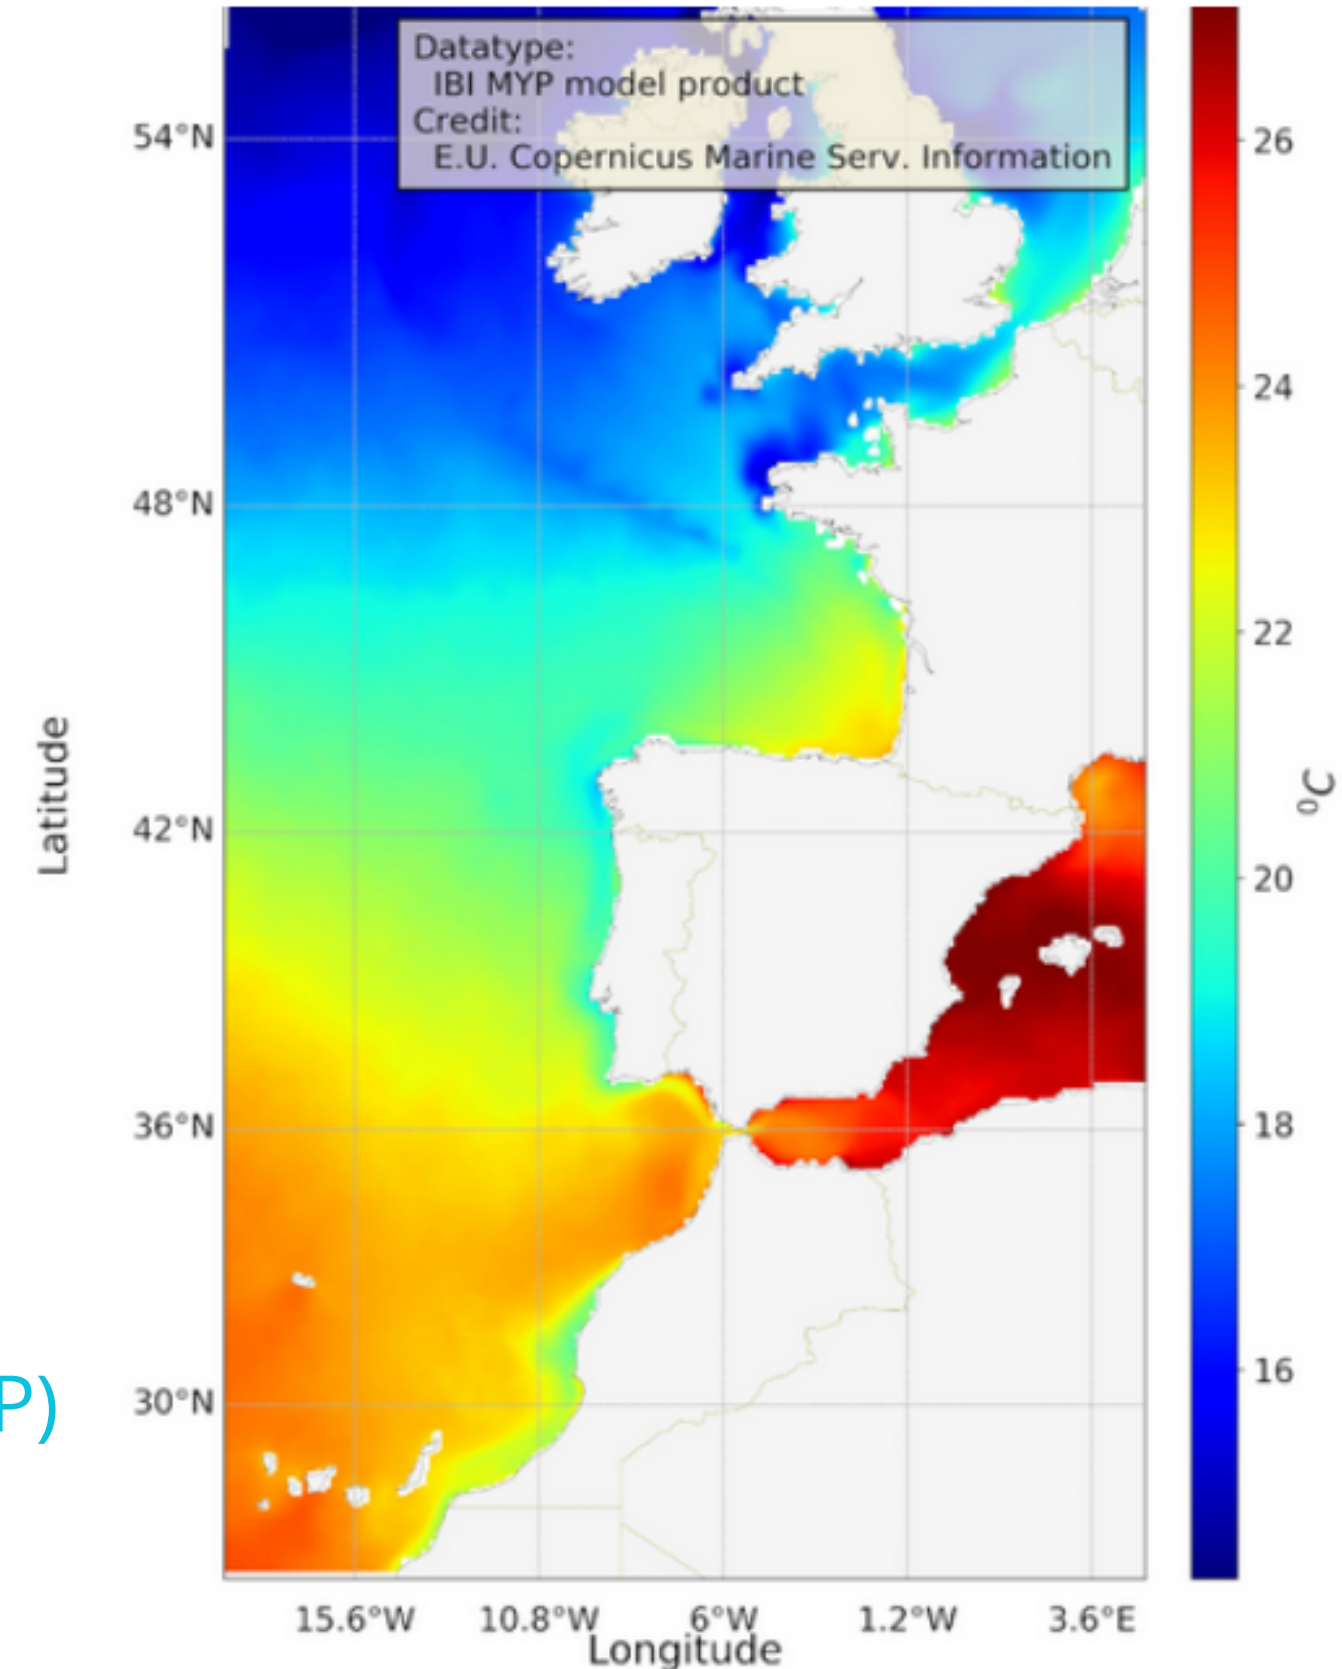 Datatype:
IBI MYP model product
Credit:
E.U. Copernicus Marine Serv. Information
54°N
48°N
42°N
36°N
30°N
Latitude
P)
15.6°W 10.8°W 6°W 1.2°W 3.6°E
Longitude
26
24
22
20
18
16
⁰C